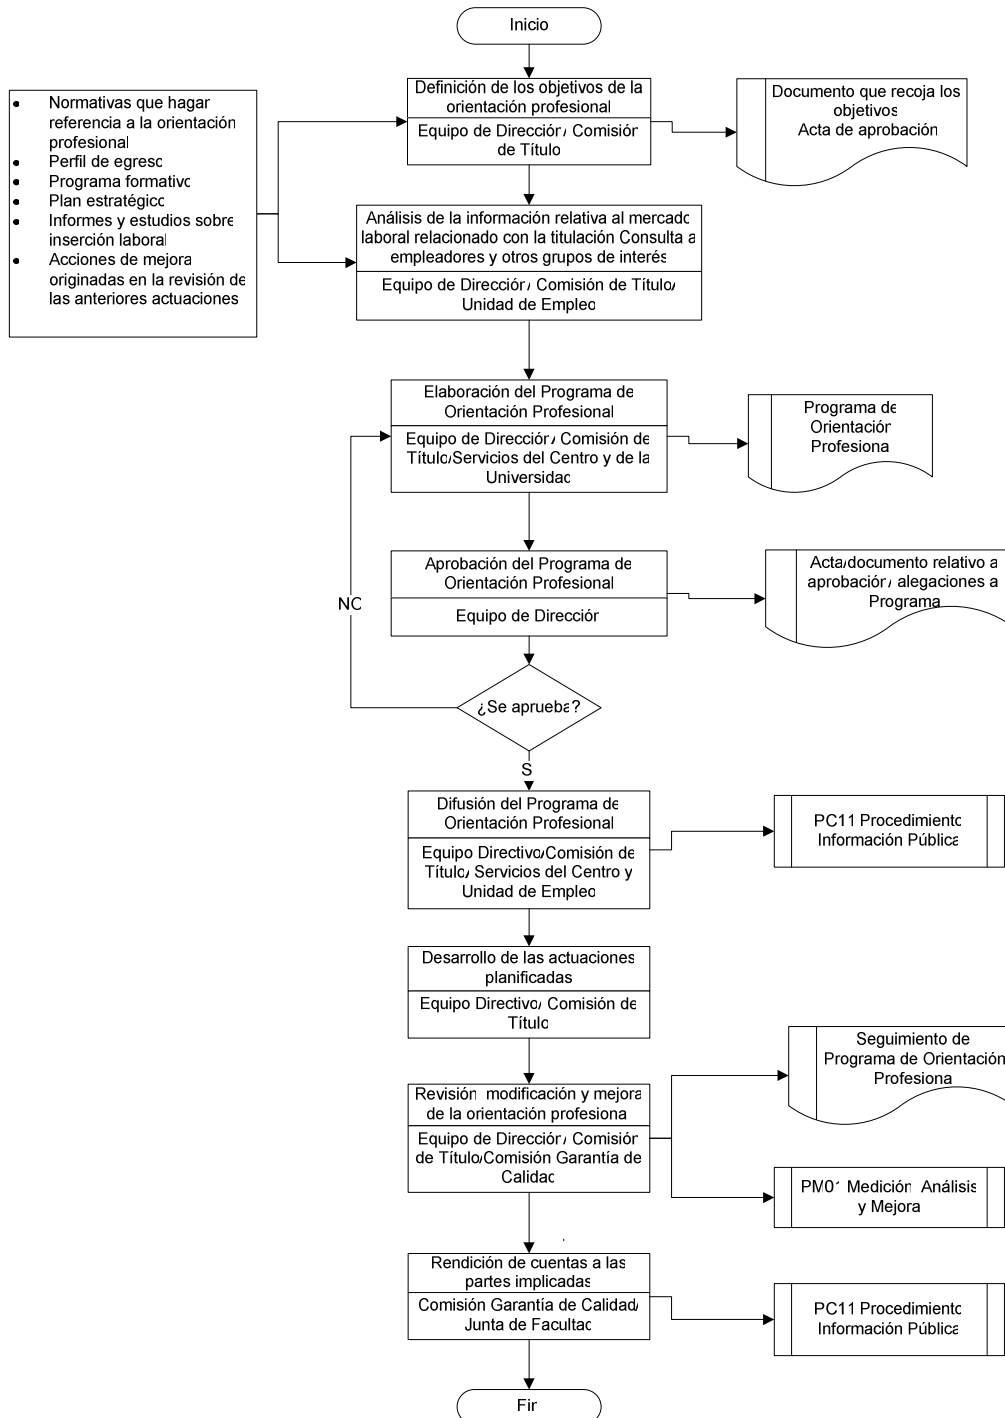 Inicio
Normativas que hagan
referencia a la orientación
profesional
Perfil de egreso
Programa formativo
Plan estratégico
Informes y estudios sobre
inserción laboral
Acciones de mejora
originadas en la revisión de
las anteriores actuaciones
Definición de los objetivos de la
orientación profesional
Equipo de Dirección/ Comisión
de Título
Documento que recoja los
objetivos
Acta de aprobación
Análisis de la información relativa al mercado
laboral relacionado con la titulación Consulta a
empleadores y otros grupos de interés
Equipo de Dirección/ Comisión de Título/
Unidad de Empleo
Elaboración del Programa de
Orientación Profesional
Equipo de Dirección/ Comisión de
Título/Servicios del Centro y de la
Universidad
Programa de
Orientación
Profesiona
Aprobación del Programa de
Orientación Profesional
Equipo de Dirección
Acta/documento relativo a
aprobación/ alegaciones a
Programa
NO
¿Se aprueba?
S
Difusión del Programa de
Orientación Profesional
Equipo Directivo/Comisión de
Título/ Servicios del Centro y
Unidad de Empleo
PC11 Procedimiento
Información Pública
Desarrollo de las actuaciones
planificadas
Equipo Directivo/ Comisión de
Título
Revisión modificación y mejora
de la orientación profesiona
Equipo de Dirección/ Comisión
de Título/Comisión Garantía de
Calidad
Seguimiento de
Programa de Orientación
Profesiona
PM01 Medición Análisis
y Mejora
Rendición de cuentas a las
partes implicadas
Comisión Garantía de Calidad/
Junta de Facultad
PC11 Procedimiento
Información Pública
Fin